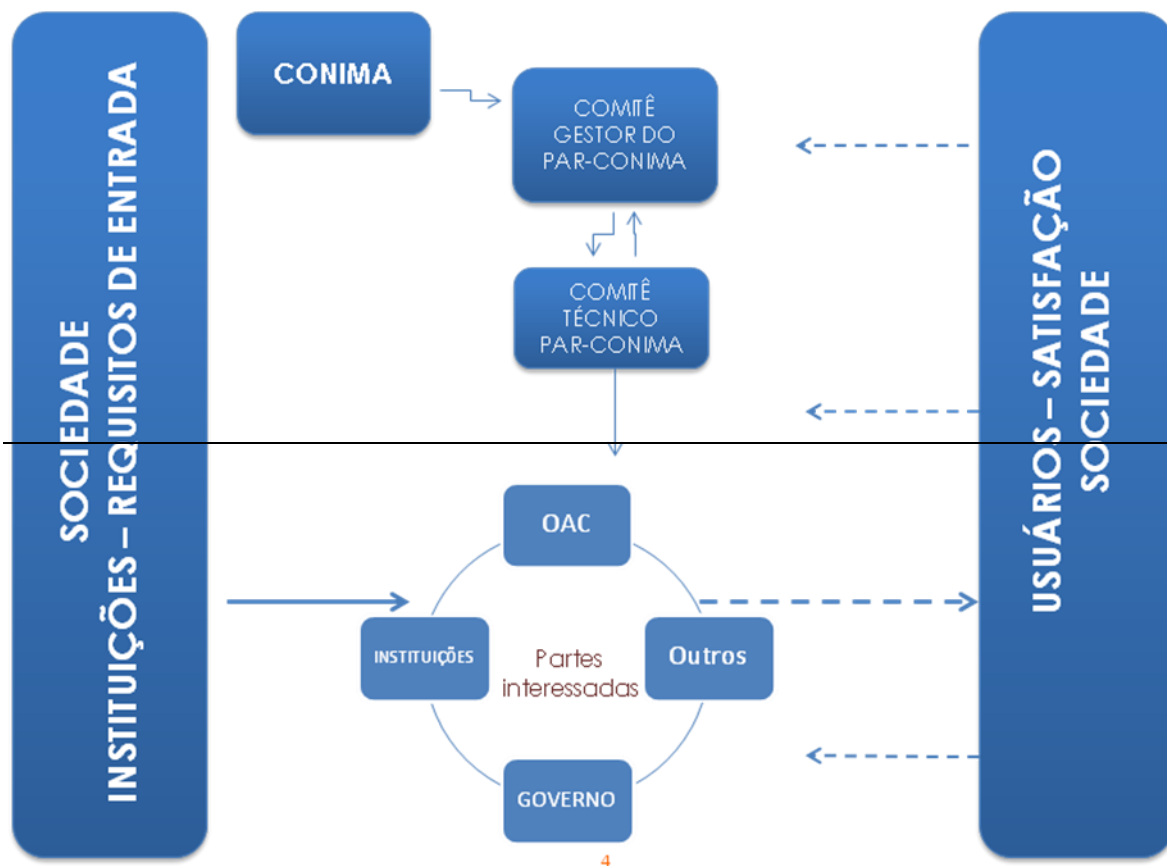 SOCIEDADE
INSTITUIÇÕES – REQUISITOS DE ENTRADA
CONIMA
COMITÊ
GESTOR DO
PAR-CONIMA
COMITÊ
TÉCNICO
PAR-CONIMA
OAC
INSTITUIÇÕES
Partes
interessadas
Outros
GOVERNO
USUÁRIOS – SATISFAÇÃO
SOCIEDADE
4